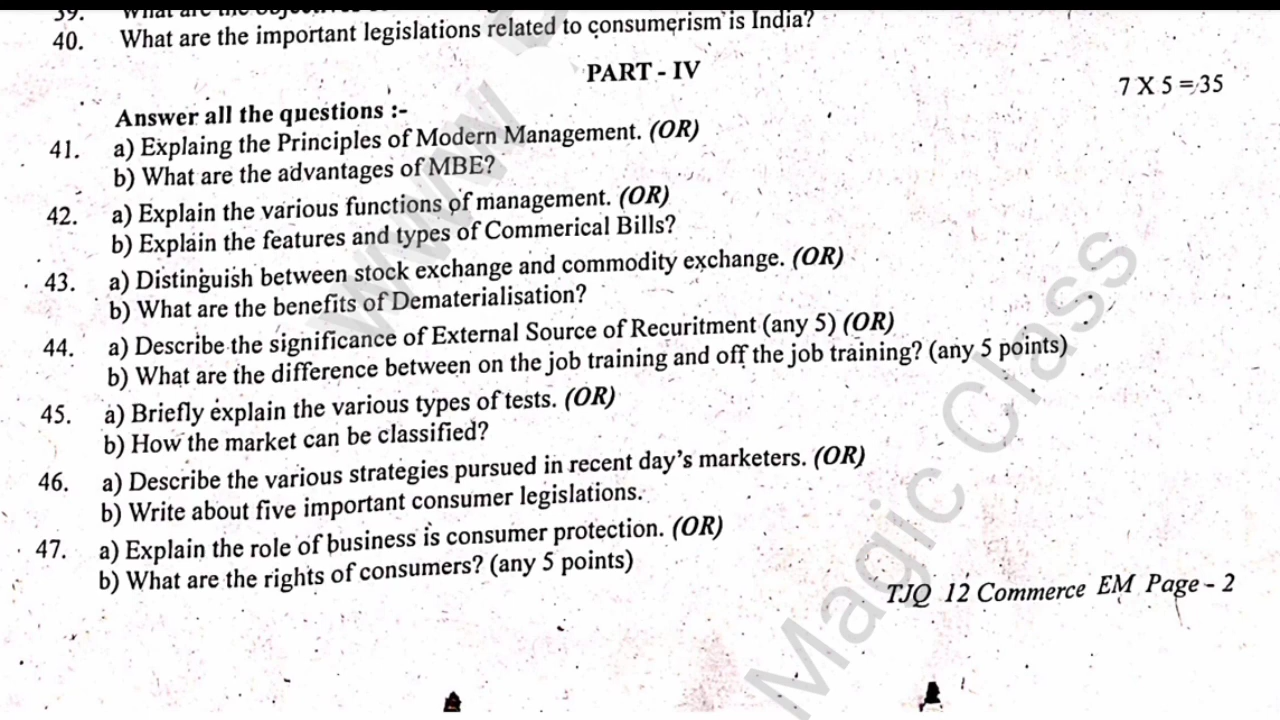 39. What are the
40. What are the important legislations related to consumerism is India?
PART - IV
7 X 5 = 35
Answer all the questions :-
41. a) Explaing the Principles of Modern Management. (OR)
b) What are the advantages of MBE?
42. a) Explain the various functions of management. (OR)
b) Explain the features and types of Commerical Bills?
43. a) Distinguish between stock exchange and commodity exchange. (OR)
b) What are the benefits of Dematerialisation?
44. a) Describe the significance of External Source of Recuritment (any 5) (OR)
b) What are the difference between on the job training and off the job training? (any 5 points)
45. a) Briefly explain the various types of tests. (OR)
b) How the market can be classified?
46. a) Describe the various strategies pursued in recent day's marketers. (OR)
b) Write about five important consumer legislations.
47. a) Explain the role of business is consumer protection. (OR)
b) What are the rights of consumers? (any 5 points)
TJQ 12 Commerce EM Page - 2
www
Magic Class